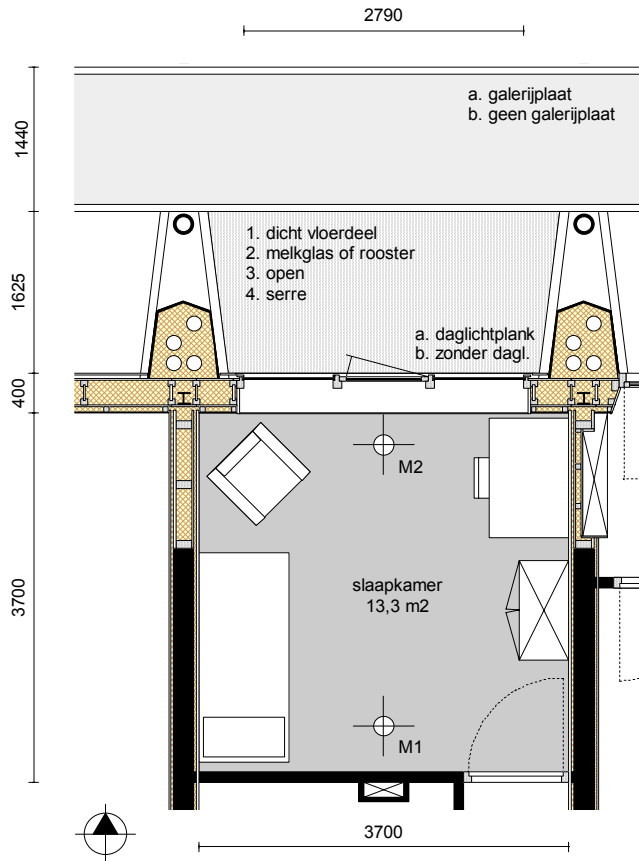 2790
a. galerijplaat
b. geen galerijplaat
1440
1. dicht vloerdeel
2. melkglas of rooster
3. open
4. serre
1625
a. daglichtplank
b. zonder dagl.
400
M2
slaapkamer
13,3 m2
3700
M1
3700